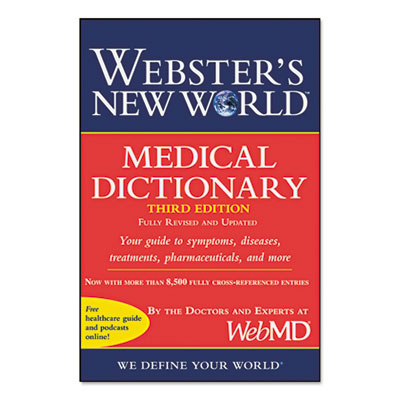 WEBSTER'S
NEW WORLD™
MEDICAL
DICTIONARY
THIRD EDITION
FULLY REVISED AND UPDATED
Your guide to symptoms, diseases,
treatments, pharmaceuticals, and more
NOW WITH MORE THAN 8,500 FULLY CROSS-REFERENCED ENTRIES
Free
healthcare guide
and podcasts
online!
BY THE DOCTORS AND EXPERTS AT
WebMD®
WE DEFINE YOUR WORLD®